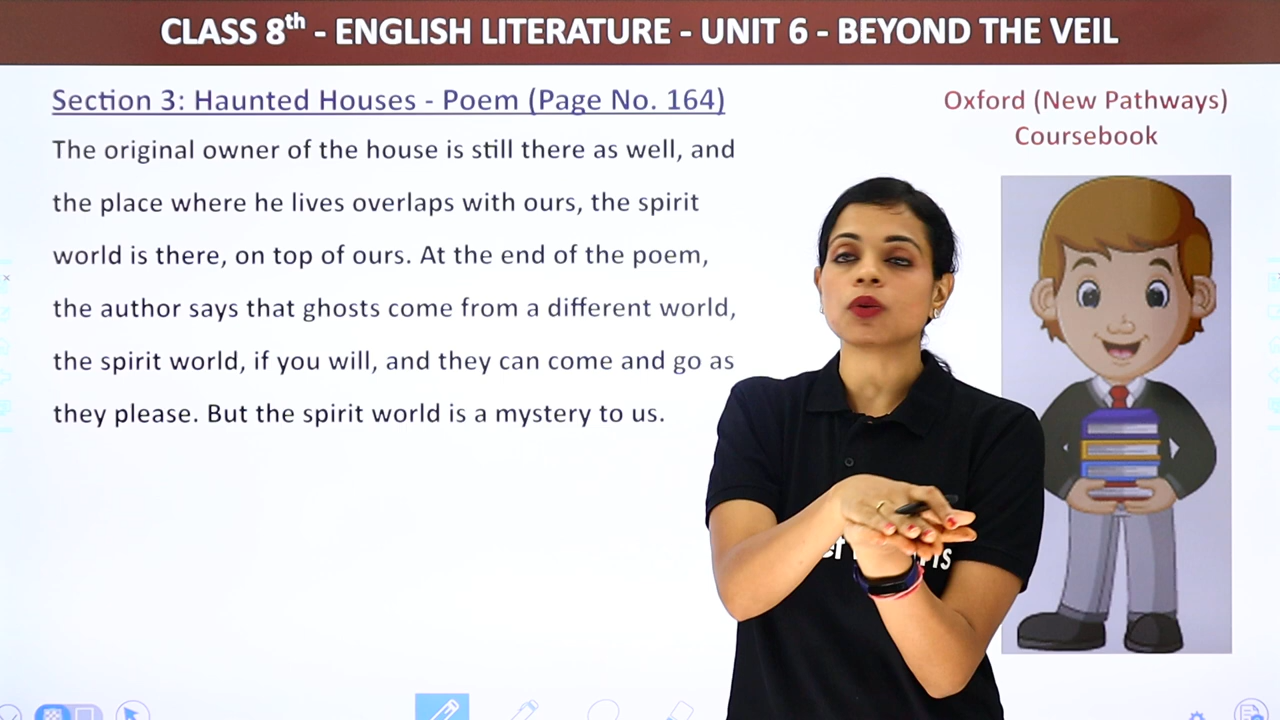 CLASS 8th - ENGLISH LITERATURE - UNIT 6 - BEYOND THE VEIL
Section 3: Haunted Houses - Poem (Page No. 164)
Oxford (New Pathways)
Coursebook
The original owner of the house is still there as well, and
the place where he lives overlaps with ours, the spirit
world is there, on top of ours. At the end of the poem,
the author says that ghosts come from a different world,
the spirit world, if you will, and they can come and go as
they please. But the spirit world is a mystery to us.